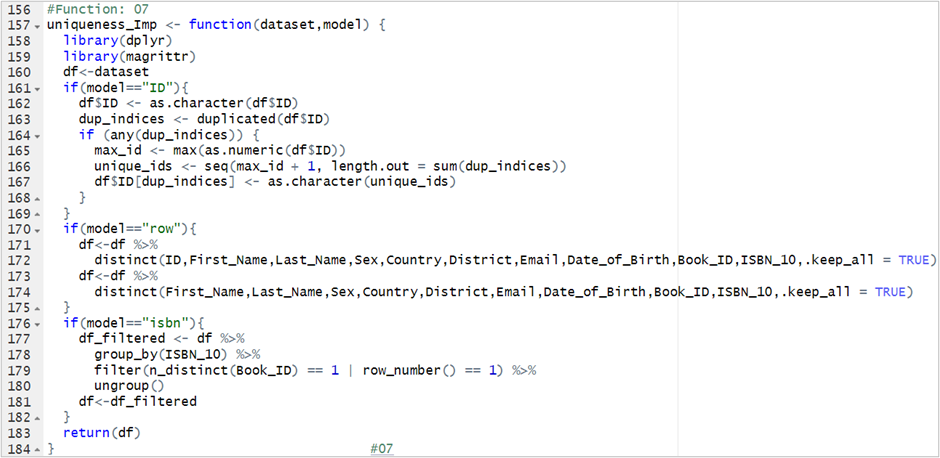 156 #Function: 07
157 uniqueness_Imp <- function(dataset,model) {
158   library(dplyr)
159   library(magrittr)
160   df<-dataset
161   if(model=="ID"){
162     df$ID <- as.character(df$ID)
163     dup_indices <- duplicated(df$ID)
164     if (any(dup_indices)) {
165       max_id <- max(as.numeric(df$ID))
166       unique_ids <- seq(max_id + 1, length.out = sum(dup_indices))
167       df$ID[dup_indices] <- as.character(unique_ids)
168     }
169   }
170   if(model=="row"){
171     df<-df %>%
172       distinct(ID,First_Name,Last_Name,Sex,Country,District,Email,Date_of_Birth,Book_ID,ISBN_10,.keep_all = TRUE)
173     df<-df %>%
174       distinct(First_Name,Last_Name,Sex,Country,District,Email,Date_of_Birth,Book_ID,ISBN_10,.keep_all = TRUE)
175   }
176   if(model=="isbn"){
177     df_filtered <- df %>%
178       group_by(ISBN_10) %>%
179       filter(n_distinct(Book_ID) == 1 | row_number() == 1) %>%
180       ungroup()
181     df<-df_filtered
182   }
183   return(df)
184 } #07